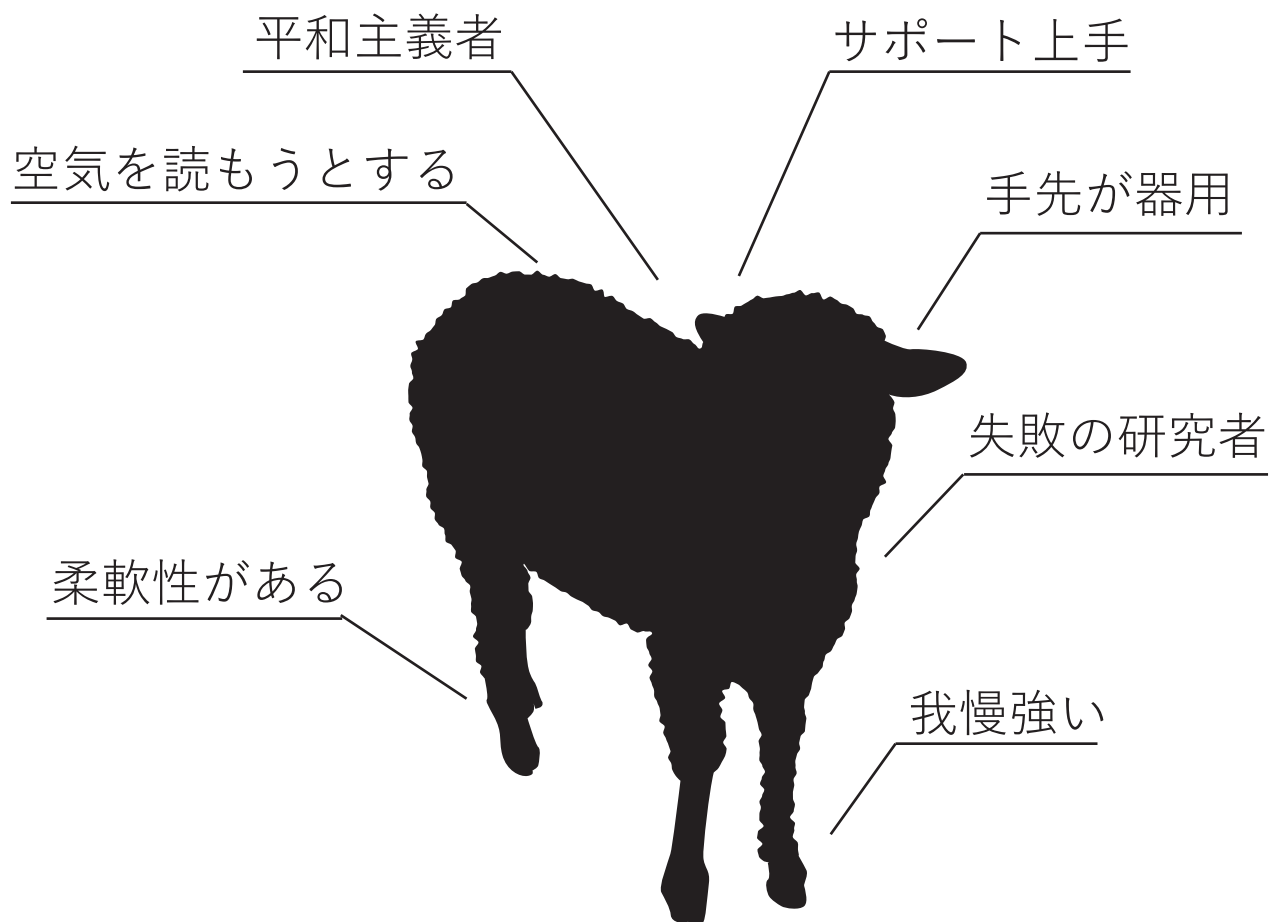 平和主義者
サポート上手
空気を読もうとする
手先が器用
失敗の研究者
柔軟性がある
我慢強い